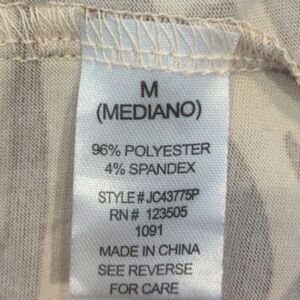 M
(MEDIANO)
96% POLYESTER
4% SPANDEX
STYLE# JC43775P
RN# 123505
1091
MADE IN CHINA
SEE REVERSE
FOR CARE